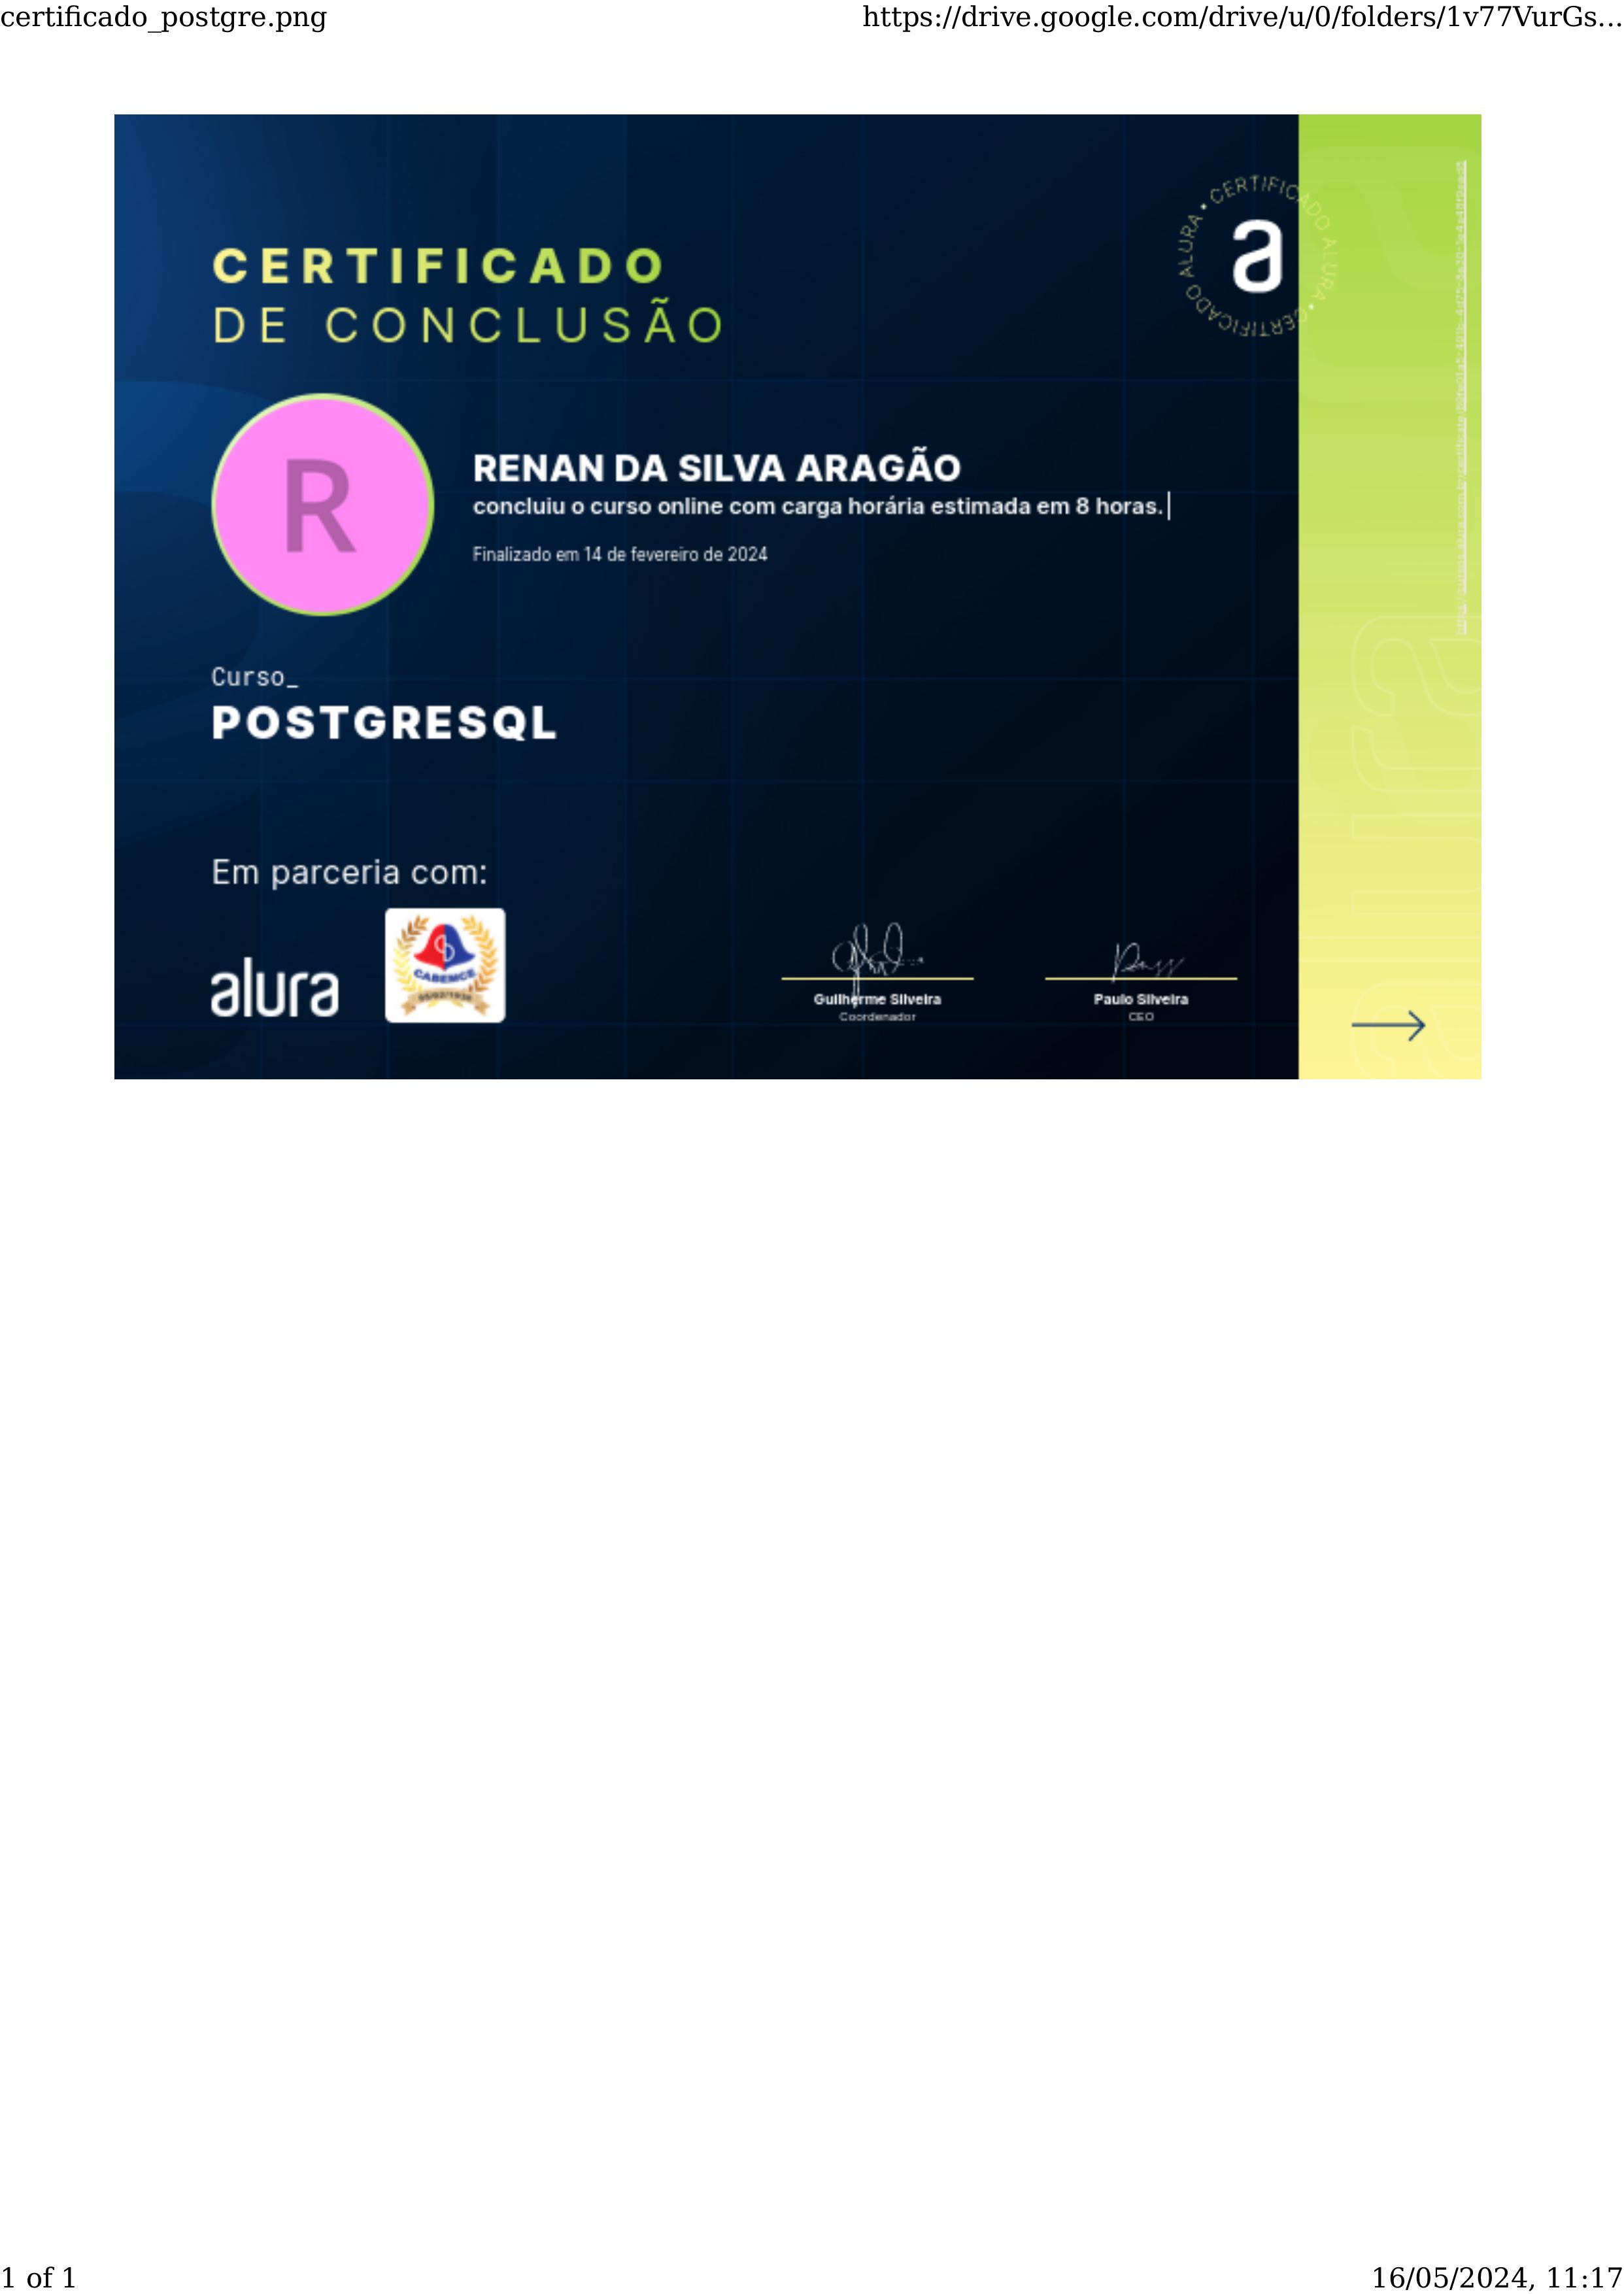 certificado_postgre.png
https://drive.google.com/drive/u/0/folders/1v77VurGs...
CERTIFICADO ALURA • CERTIFICADO ALURA •
a
CERTIFICADO
DE CONCLUSÃO
R
RENAN DA SILVA ARAGÃO
concluiu o curso online com carga horária estimada em 8 horas.|
Finalizado em 14 de fevereiro de 2024
Curso_
POSTGRESQL
Em parceria com:
alura
CABEMCE
Guilherme Silveira
Coordenador
Paulo Silveira
CEO
alura
1 of 1
16/05/2024, 11:17